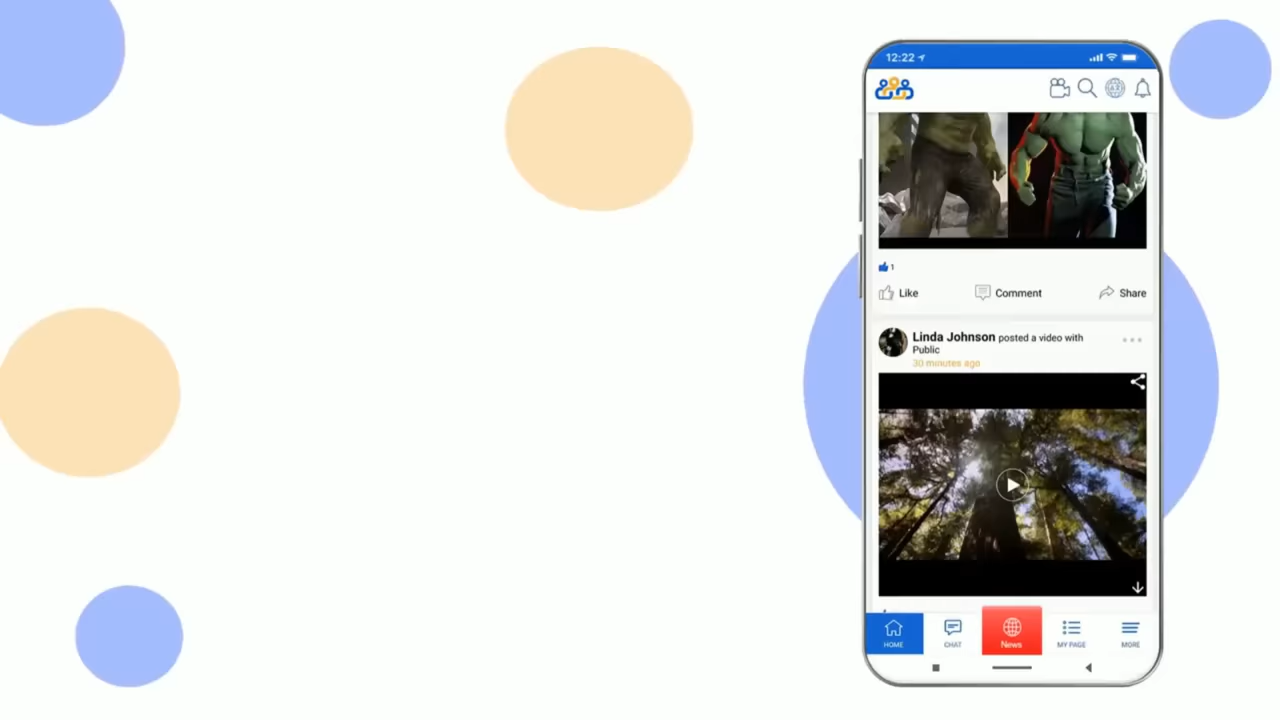 12:22
1
Like
Comment
Share
Linda Johnson posted a video with
Public
30 minutes ago
HOME
CHAT
News
MY PAGE
MORE